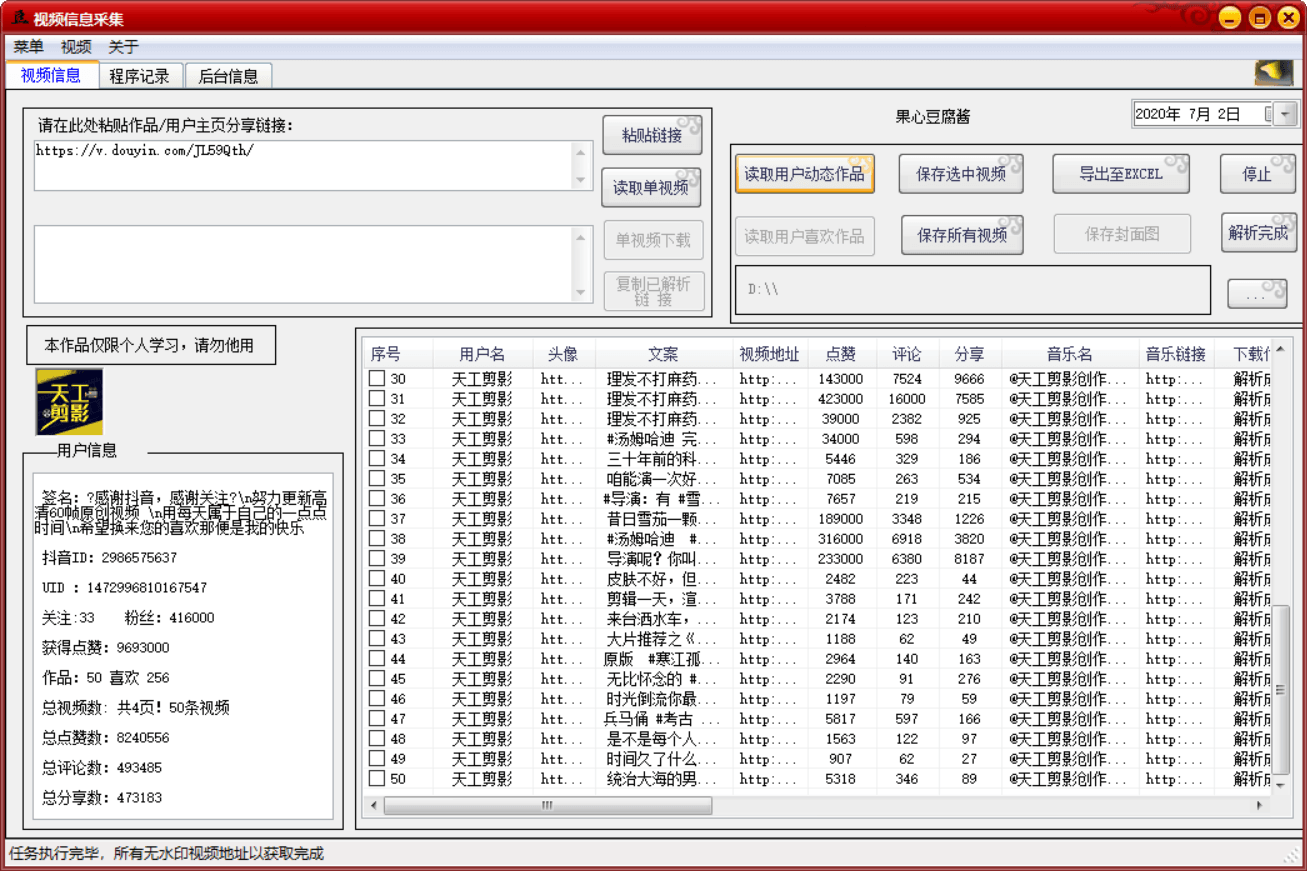 视频信息采集
菜单 视频 关于
视频信息 程序记录 后台信息
请在此处粘贴作品/用户主页分享链接:
https://v.douyin.com/JL59Qth/
粘贴链接
读取单视频
单视频下载
复制已解析
链 接
果心豆腐酱
2020年 7月 2日
读取用户动态作品 保存选中视频 导出至EXCEL 停止
读取用户喜欢作品 保存所有视频 保存封面图 解析完成
D:\\
...
本作品仅限个人学习，请勿他用
天工
剪影
用户信息
签名: ?感谢抖音，感谢关注?\n努力更新高
清60帧原创视频 \n用每天属于自己的一点点
时间\n希望换来您的喜欢那便是我的快乐
抖音ID: 2986575637
UID : 1472996810167547
关注:33 粉丝: 416000
获得点赞: 9693000
作品: 50 喜欢 256
总视频数: 共4页! 50条视频
总点赞数: 8240556
总评论数: 493485
总分享数: 473183
序号 用户名 头像 文案 视频地址 点赞 评论 分享 音乐名 音乐链接
30 天工剪影 htt... 理发不打麻药... http:... 143000 7524 9666 @天工剪影创作... http:... 解析成
31 天工剪影 htt... 理发不打麻药... http:... 423000 16000 7585 @天工剪影创作... http:... 解析成
32 天工剪影 htt... 理发不打麻药... http:... 39000 2382 925 @天工剪影创作... http:... 解析成
33 天工剪影 htt... #汤姆哈迪 完... http:... 34000 598 294 @天工剪影创作... http:... 解析成
34 天工剪影 htt... 三十年前的科... http:... 5446 329 186 @天工剪影创作... http:... 解析成
35 天工剪影 htt... 咱能演一次好... http:... 7085 263 534 @天工剪影创作... http:... 解析成
36 天工剪影 htt... #导演: 有 #雪... http:... 7657 219 215 @天工剪影创作... http:... 解析成
37 天工剪影 htt... 昔日雪茄一颗... http:... 189000 3348 1226 @天工剪影创作... http:... 解析成
38 天工剪影 htt... #汤姆哈迪 #... http:... 316000 6918 3820 @天工剪影创作... http:... 解析成
39 天工剪影 htt... 导演呢? 你叫... http:... 233000 6380 8187 @天工剪影创作... http:... 解析成
40 天工剪影 htt... 皮肤不好，但... http:... 2482 223 44 @天工剪影创作... http:... 解析成
41 天工剪影 htt... 剪辑一天，渲... http:... 3788 171 242 @天工剪影创作... http:... 解析成
42 天工剪影 htt... 来台洒水车，... http:... 2174 123 210 @天工剪影创作... http:... 解析成
43 天工剪影 htt... 大片推荐之《... http:... 1188 62 49 @天工剪影创作... http:... 解析成
44 天工剪影 htt... 原版 #寒江孤... http:... 2964 140 163 @天工剪影创作... http:... 解析成
45 天工剪影 htt... 无比怀念的 #... http:... 2290 91 276 @天工剪影创作... http:... 解析成
46 天工剪影 htt... 时光倒流你最... http:... 1197 79 59 @天工剪影创作... http:... 解析成
47 天工剪影 htt... 兵马俑 #考古 ... http:... 5817 597 166 @天工剪影创作... http:... 解析成
48 天工剪影 htt... 是不是每个人... http:... 1563 122 97 @天工剪影创作... http:... 解析成
49 天工剪影 htt... 时间久了什么... http:... 907 62 27 @天工剪影创作... http:... 解析成
50 天工剪影 htt... 统治大海的男... http:... 5318 346 89 @天工剪影创作... http:... 解析成
任务执行完毕，所有无水印视频地址以获取完成